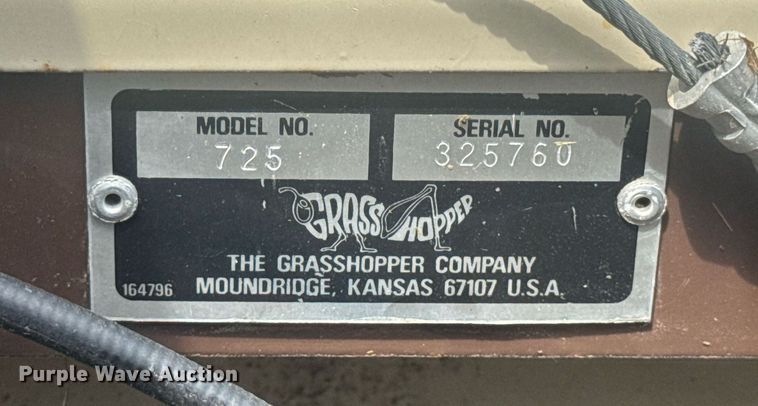 MODEL NO.
725
SERIAL NO.
325760
GRASSHOPPER
THE GRASSHOPPER COMPANY
164796
MOUNDRIDGE, KANSAS 67107 U.S.A.
Purple Wave Auction